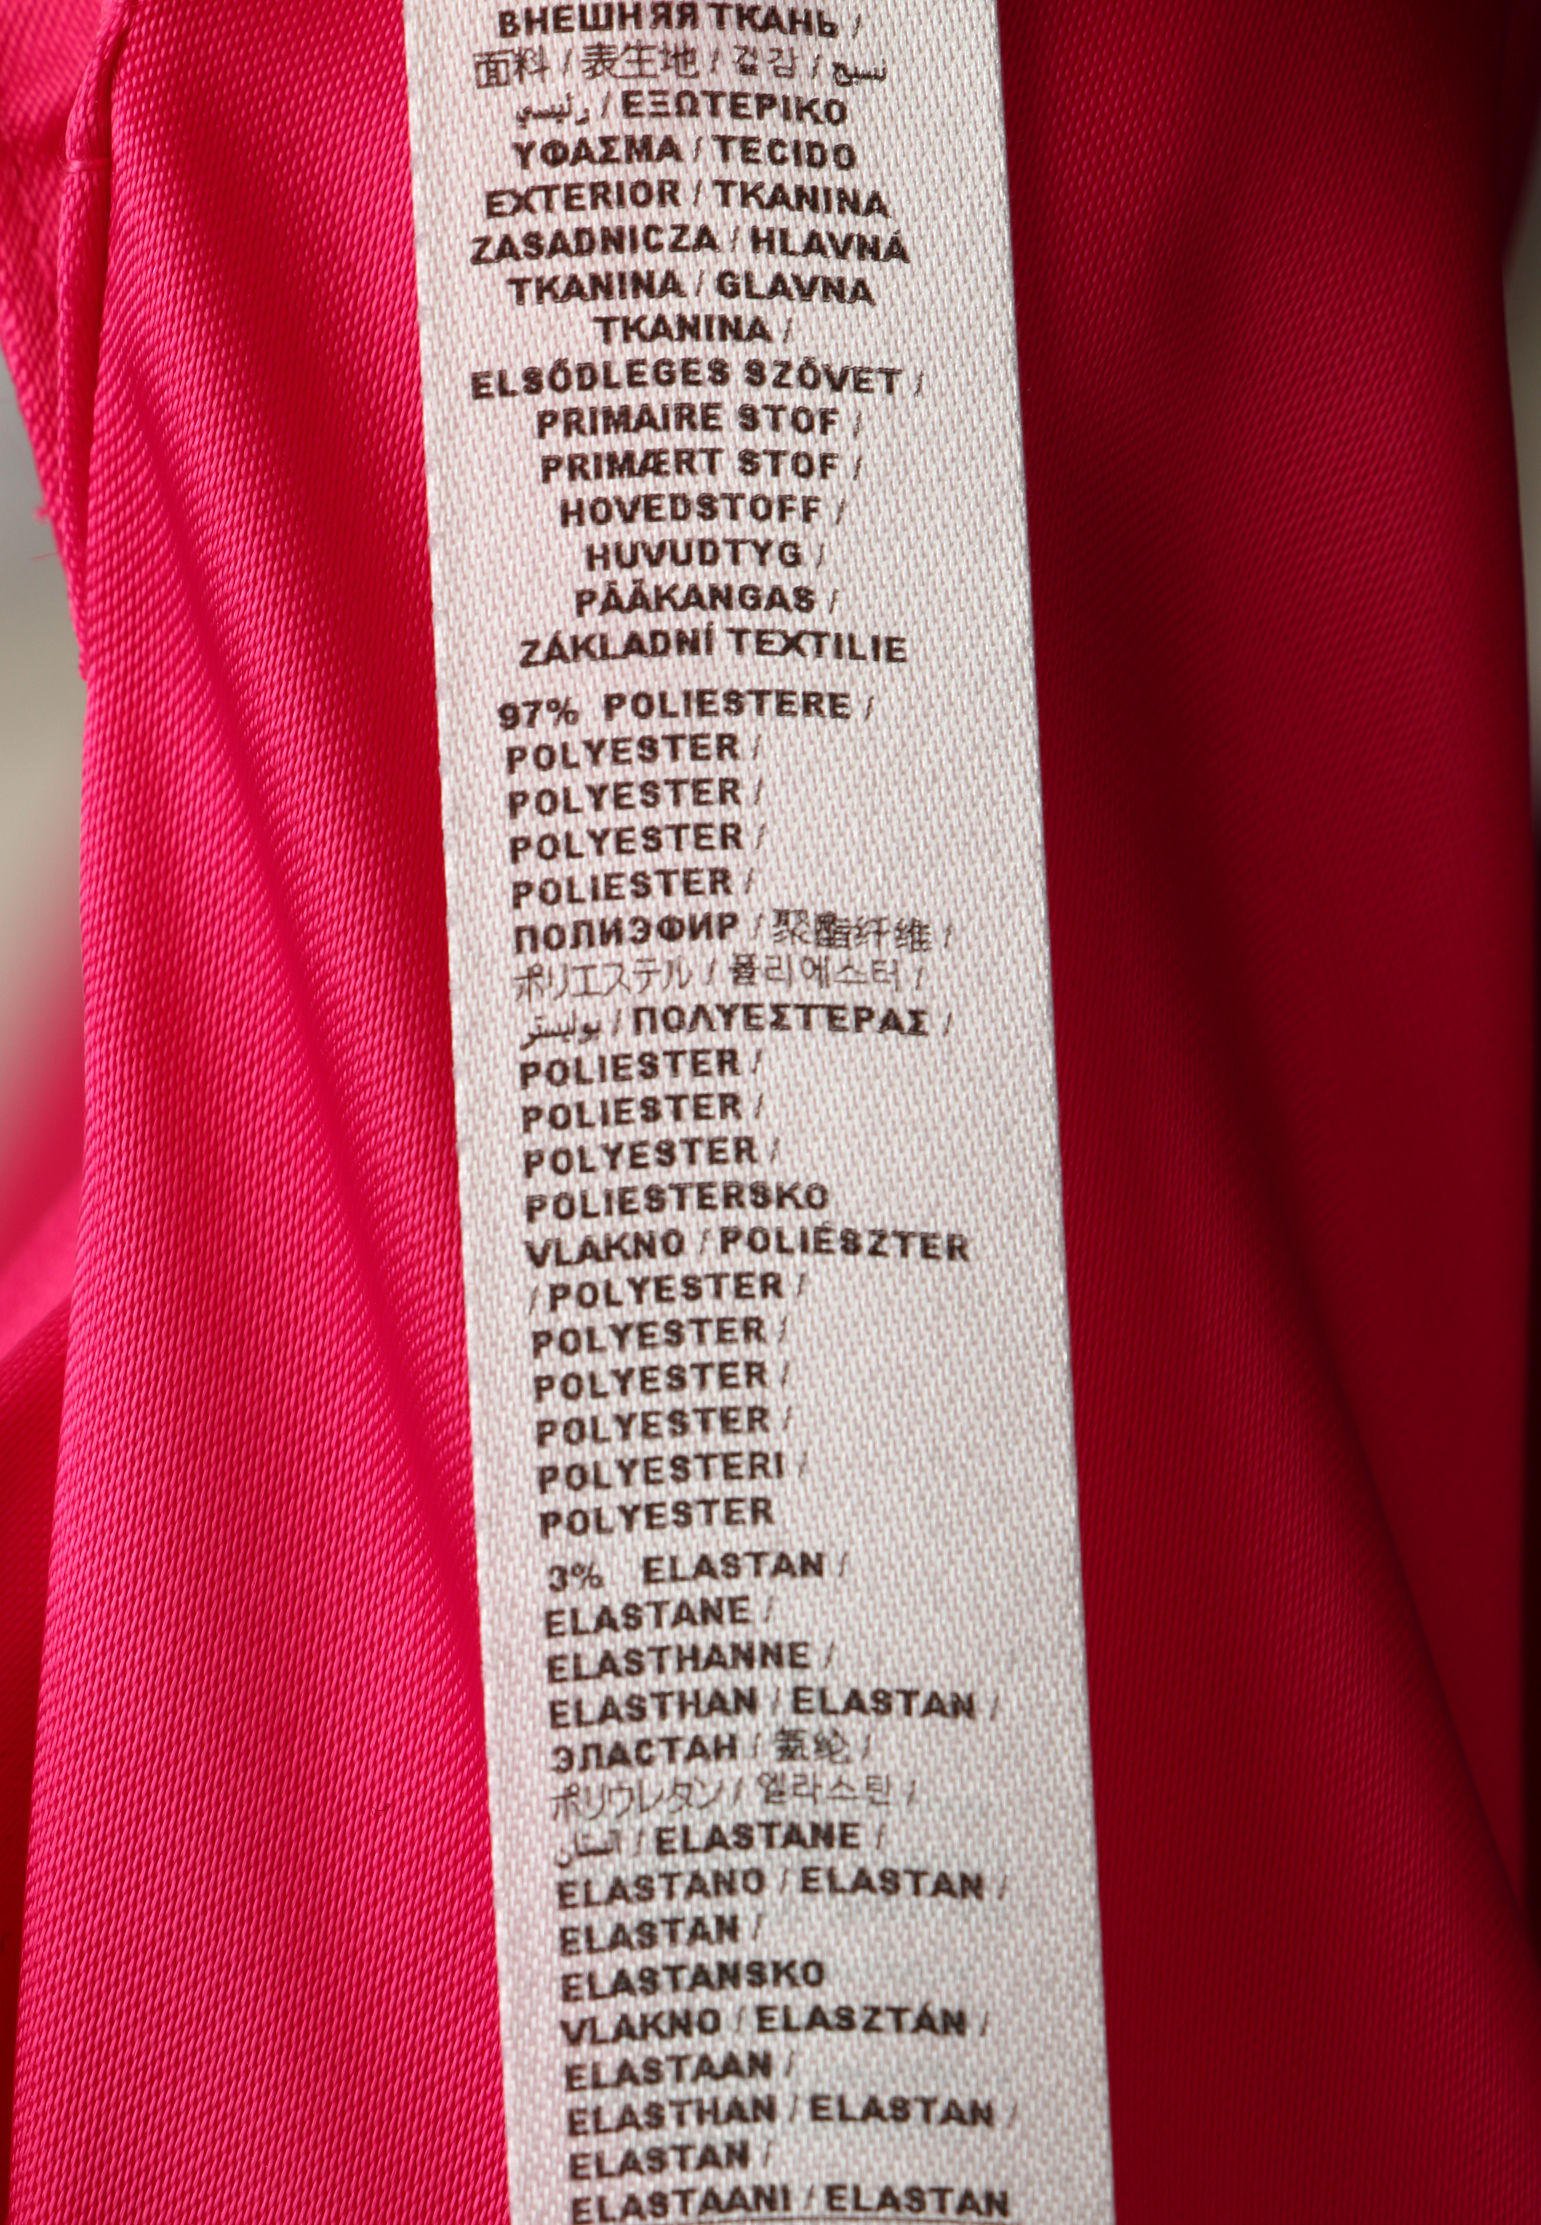 ВНЕШНЯЯ ТКАНЬ /
面料 / 表生地 / 겉감 / نسيج
رئيسي / ΕΞΩΤΕΡΙΚΟ
ΥΦΑΣΜΑ / TECIDO
EXTERIOR / TKANINA
ZASADNICZA / HLAVNÁ
TKANINA / GLAVNA
TKANINA /
ELSŐDLEGES SZÖVET /
PRIMAIRE STOF /
PRIMÆRT STOF /
HOVEDSTOFF /
HUVUDTYG /
PÄÄKANGAS /
ZÁKLADNÍ TEXTILIE
97% POLIESTERE /
POLYESTER /
POLYESTER /
POLYESTER /
POLIESTER /
ПОЛИЭФИР / 聚酯纤维 /
ポリエステル / 폴리에스터 /
بوليستر / ΠΟΛΥΕΣΤΕΡΑΣ /
POLIESTER /
POLIESTER /
POLYESTER /
POLIESTERSKO
VLAKNO / POLIÉSZTER
/ POLYESTER /
POLYESTER /
POLYESTER /
POLYESTER /
POLYESTERI /
POLYESTER
3% ELASTAN /
ELASTANE /
ELASTHANNE /
ELASTHAN / ELASTAN /
ЭЛАСТАН / 氨纶 /
ポリウレタン / 엘라스틴 /
الستان / ELASTANE /
ELASTANO / ELASTAN /
ELASTAN /
ELASTANSKO
VLAKNO / ELASZTÁN /
ELASTAAN /
ELASTHAN / ELASTAN /
ELASTAN /
ELASTAANI / ELASTAN